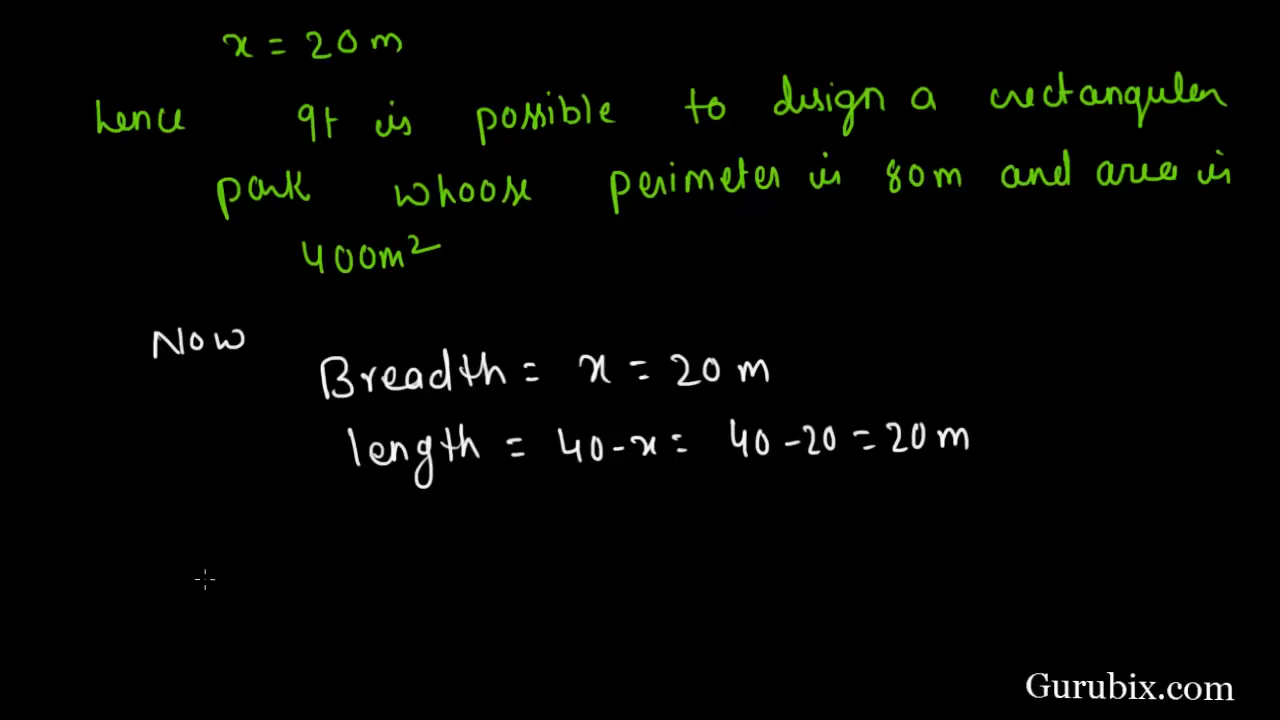 x = 20 m
hence It is possible to design a rectangular
park whoose perimeter is 80m and area is
400m²
Now
Breadth = x = 20 m
length = 40 - x = 40 - 20 = 20 m
Gurubix.com